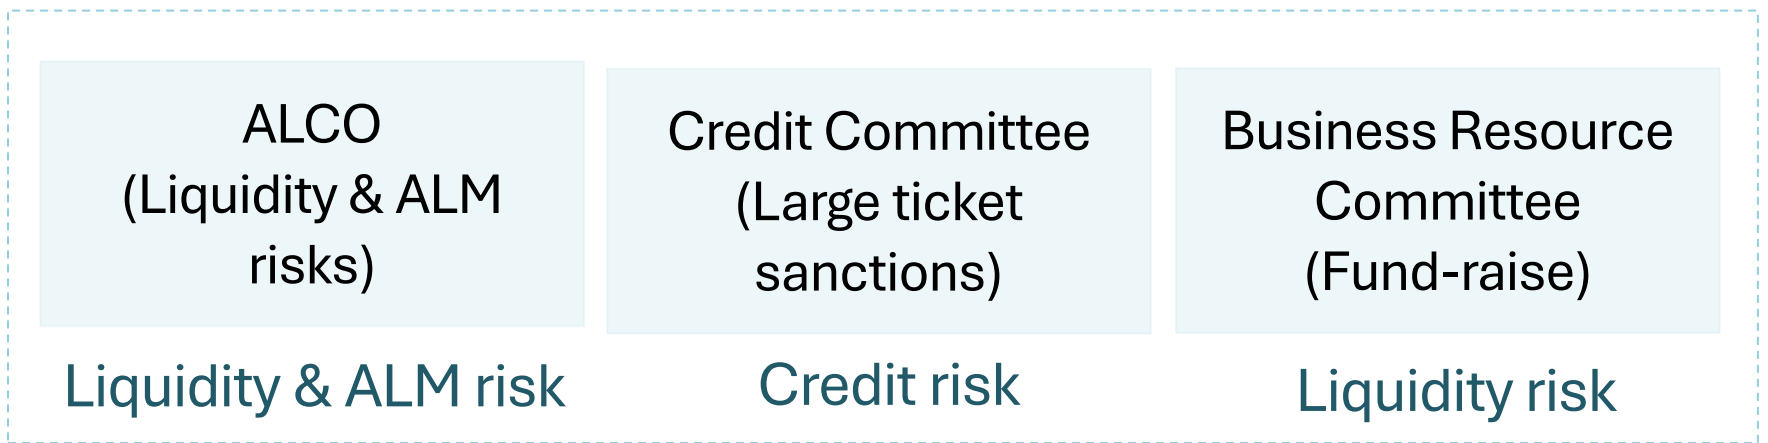 ALCO
(Liquidity & ALM
risks)
Liquidity & ALM risk
Credit Committee
(Large ticket
sanctions)
Credit risk
Business Resource
Committee
(Fund-raise)
Liquidity risk